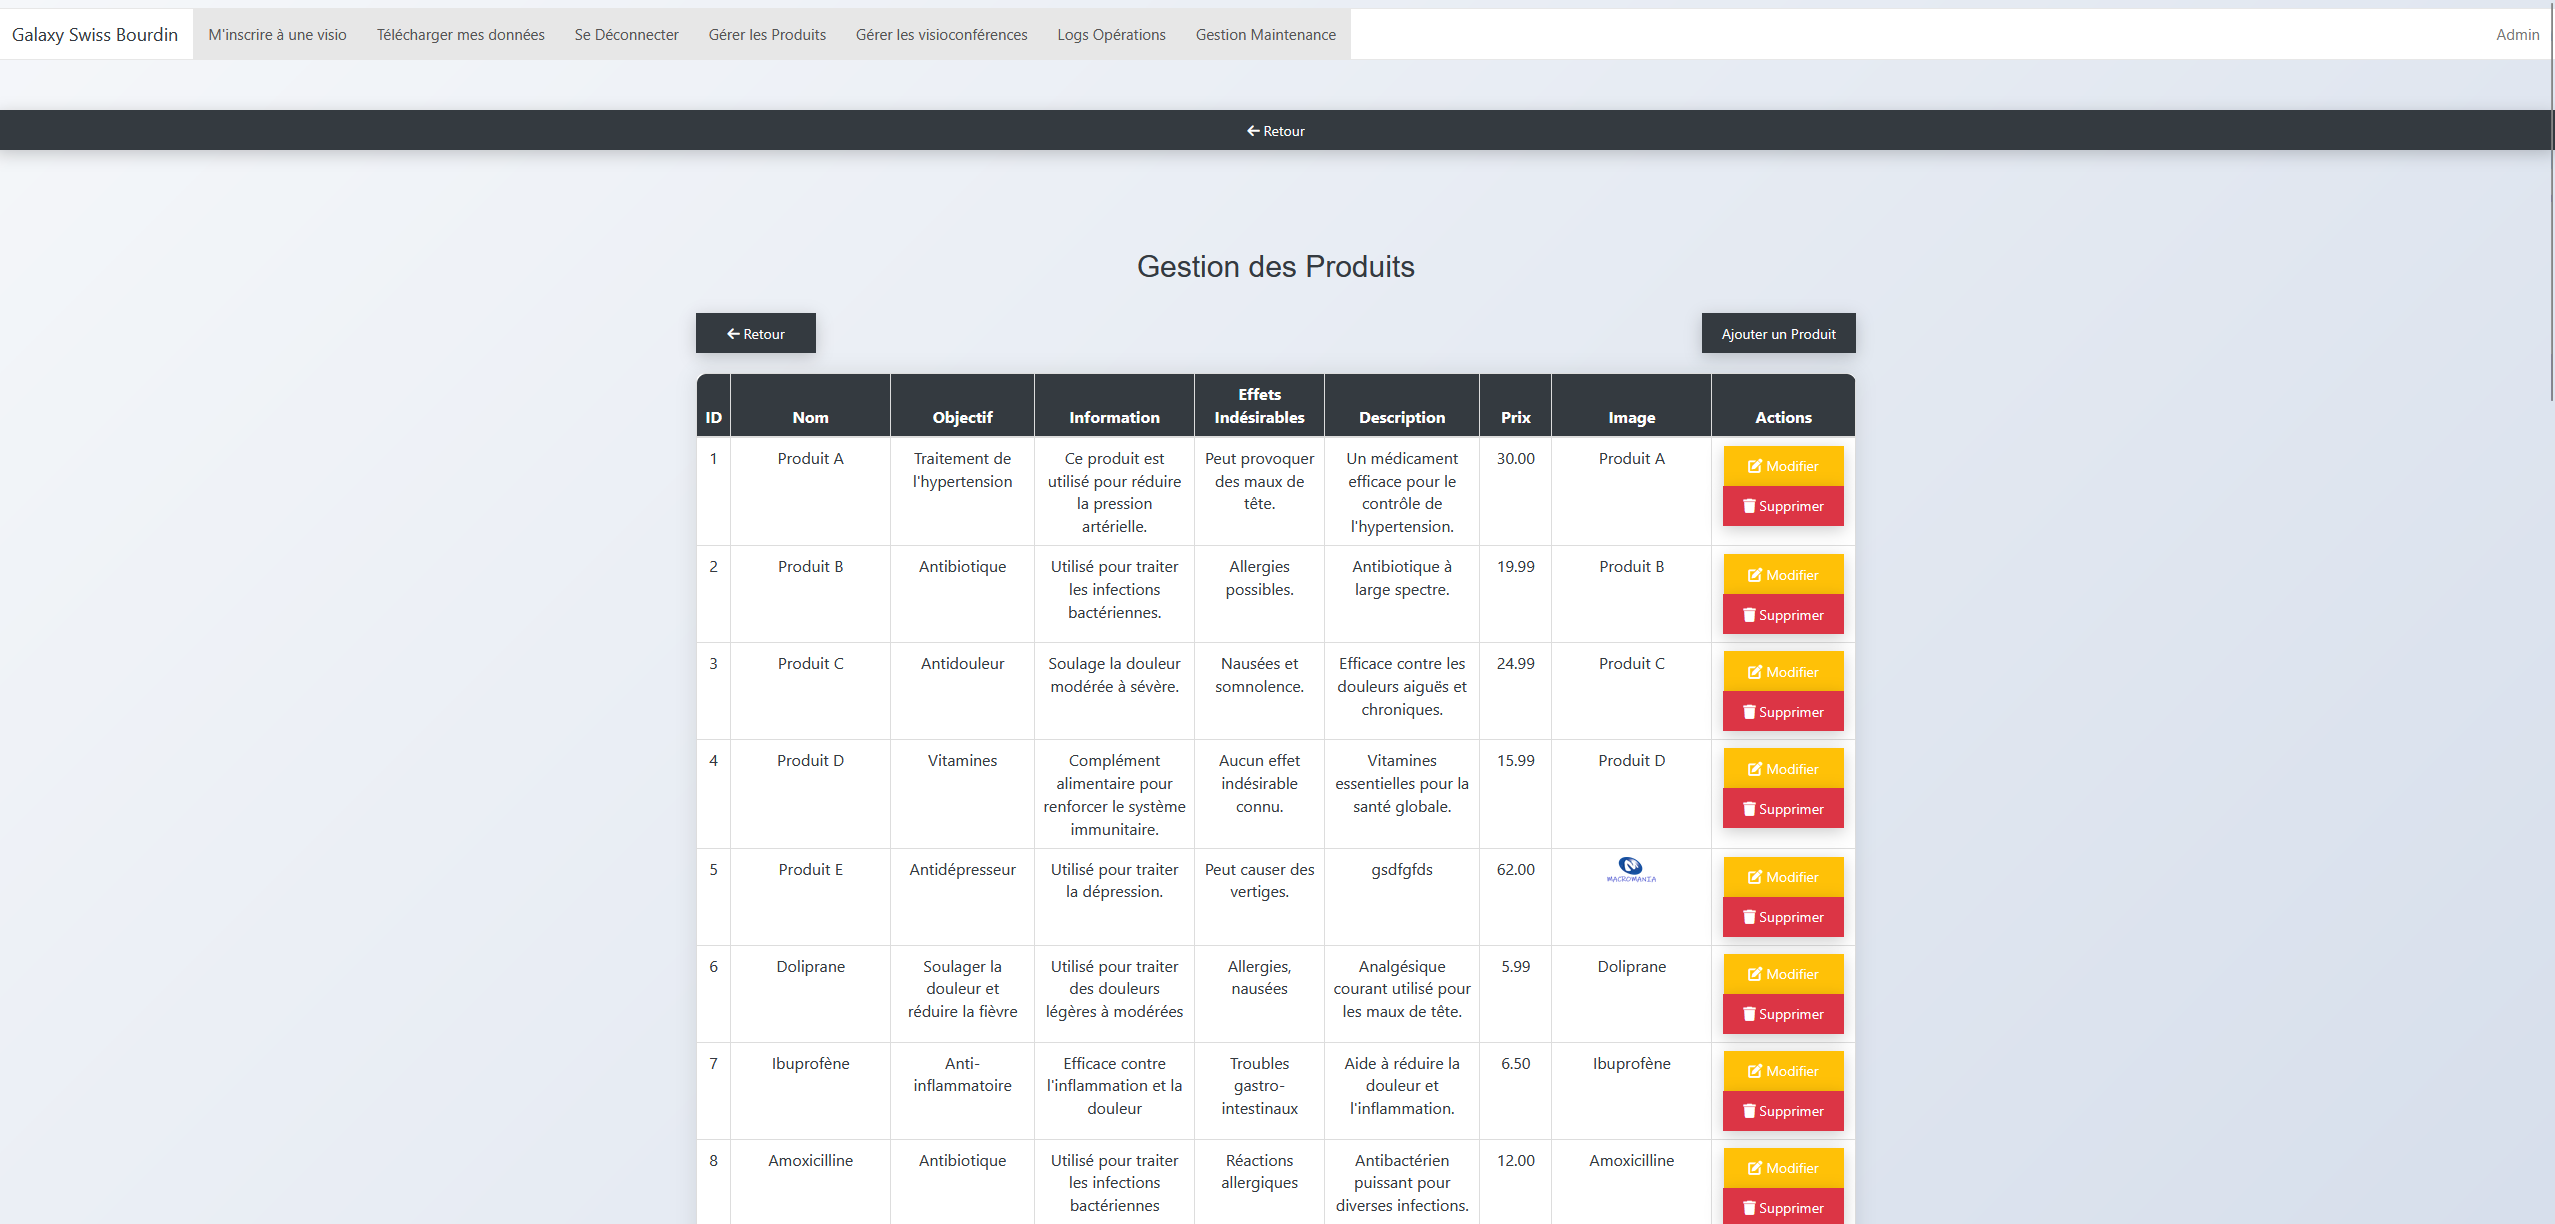 Galaxy Swiss Bourdin M'inscrire à une visio Télécharger mes données Se Déconnecter Gérer les Produits Gérer les visioconférences Logs Opérations Gestion Maintenance Admin
Retour
Gestion des Produits
Retour Ajouter un Produit
ID Nom Objectif Information Effets Indésirables Description Prix Image Actions
1 Produit A Traitement de l'hypertension Ce produit est utilisé pour réduire la pression artérielle. Peut provoquer des maux de tête. Un médicament efficace pour le contrôle de l'hypertension. 30.00 Produit A Modifier Supprimer
2 Produit B Antibiotique Utilisé pour traiter les infections bactériennes. Allergies possibles. Antibiotique à large spectre. 19.99 Produit B Modifier Supprimer
3 Produit C Antidouleur Soulage la douleur modérée à sévère. Nausées et somnolence. Efficace contre les douleurs aiguës et chroniques. 24.99 Produit C Modifier Supprimer
4 Produit D Vitamines Complément alimentaire pour renforcer le système immunitaire. Aucun effet indésirable connu. Vitamines essentielles pour la santé globale. 15.99 Produit D Modifier Supprimer
5 Produit E Antidépresseur Utilisé pour traiter la dépression. Peut causer des vertiges. gsdfgfds 62.00 MACROMANIA Modifier Supprimer
6 Doliprane Soulager la douleur et réduire la fièvre Utilisé pour traiter des douleurs légères à modérées Allergies, nausées Analgésique courant utilisé pour les maux de tête. 5.99 Doliprane Modifier Supprimer
7 Ibuprofène Anti-inflammatoire Efficace contre l'inflammation et la douleur Troubles gastro-intestinaux Aide à réduire la douleur et l'inflammation. 6.50 Ibuprofène Modifier Supprimer
8 Amoxicilline Antibiotique Utilisé pour traiter les infections bactériennes Réactions allergiques Antibactérien puissant pour diverses infections. 12.00 Amoxicilline Modifier Supprimer